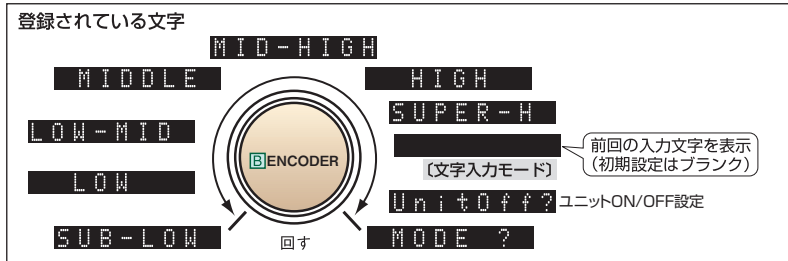 登録されている文字
MID-HIGH
MIDDLE
HIGH
LOW-MID
SUPER-H
前回の入力文字を表示
(初期設定はブランク)
BENCODER
〔文字入力モード〕
LOW
UnitOff? ユニットON/OFF設定
SUB-LOW
回す
MODE ?